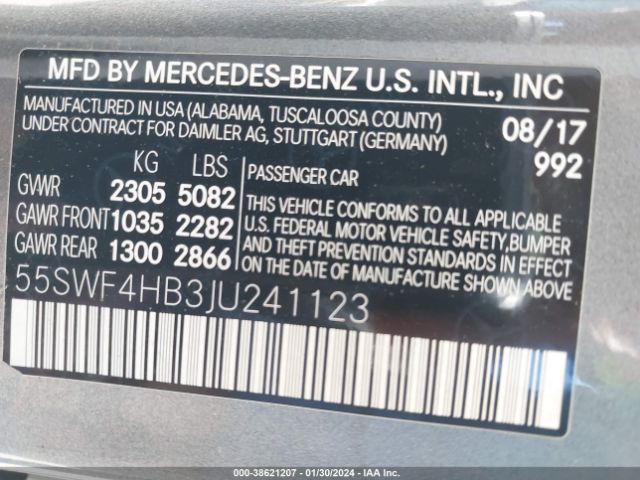 MFD BY MERCEDES-BENZ U.S. INTL., INC
MANUFACTURED IN USA (ALABAMA, TUSCALOOSA COUNTY)
UNDER CONTRACT FOR DAIMLER AG, STUTTGART (GERMANY)
08/17
992
KG LBS
GVWR 2305 5082
GAWR FRONT 1035 2282
GAWR REAR 1300 2866
PASSENGER CAR
THIS VEHICLE CONFORMS TO ALL APPLICABLE
U.S. FEDERAL MOTOR VEHICLE SAFETY, BUMPER
AND THEFT PREVENTION STANDARDS IN EFFECT
ON THE DATE OF MANUFACTURE SHOWN ABOVE
55SWF4HB3JU241123
000-38621207 - 01/30/2024 - IAA Inc.